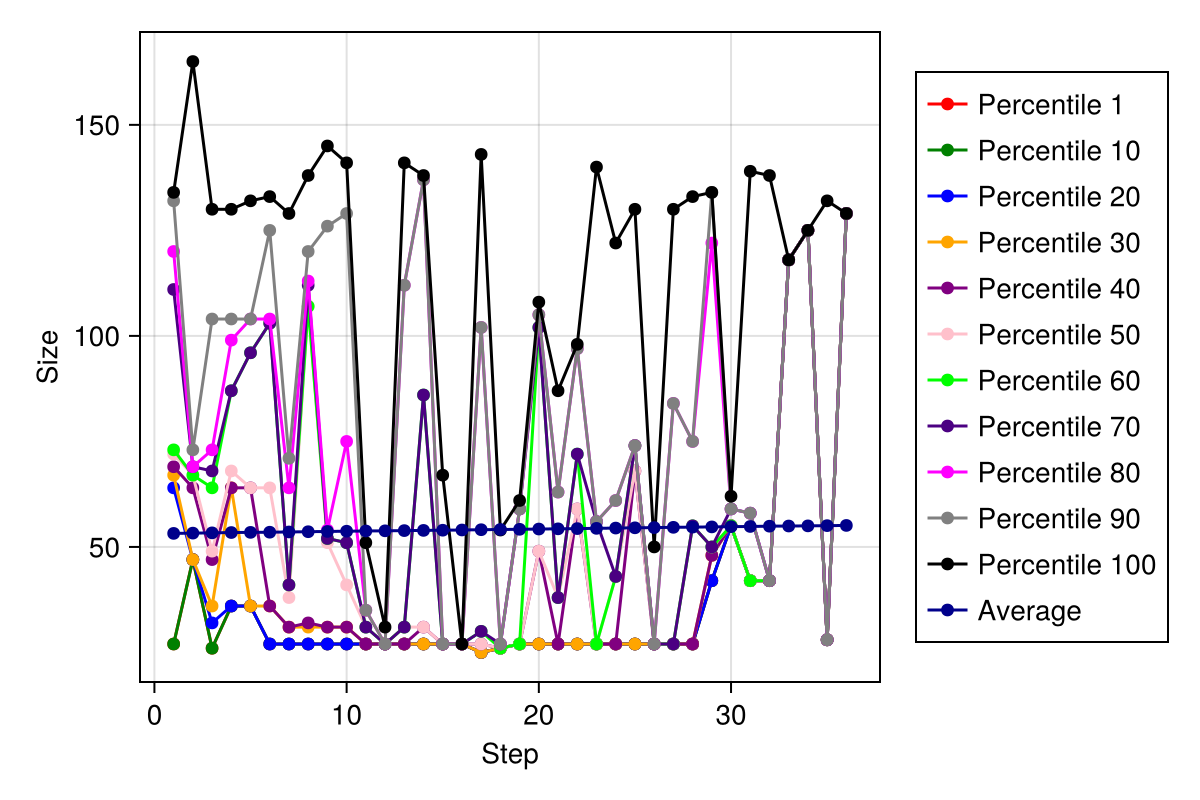 150
100
50
0
10
20
30
Size
Step
Percentile 1
Percentile 10
Percentile 20
Percentile 30
Percentile 40
Percentile 50
Percentile 60
Percentile 70
Percentile 80
Percentile 90
Percentile 100
Average